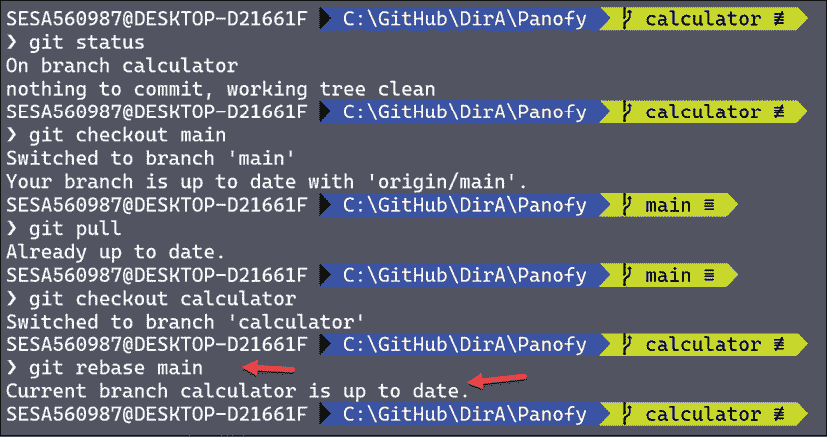 SESA560987@DESKTOP-D21661F C:\GitHub\DirA\Panofy calculator ≢
❯ git status
On branch calculator
nothing to commit, working tree clean
SESA560987@DESKTOP-D21661F C:\GitHub\DirA\Panofy calculator ≢
❯ git checkout main
Switched to branch 'main'
Your branch is up to date with 'origin/main'.
SESA560987@DESKTOP-D21661F C:\GitHub\DirA\Panofy main ≡
❯ git pull
Already up to date.
SESA560987@DESKTOP-D21661F C:\GitHub\DirA\Panofy main ≡
❯ git checkout calculator
Switched to branch 'calculator'
SESA560987@DESKTOP-D21661F C:\GitHub\DirA\Panofy calculator ≢
❯ git rebase main
Current branch calculator is up to date.
SESA560987@DESKTOP-D21661F C:\GitHub\DirA\Panofy calculator ≢